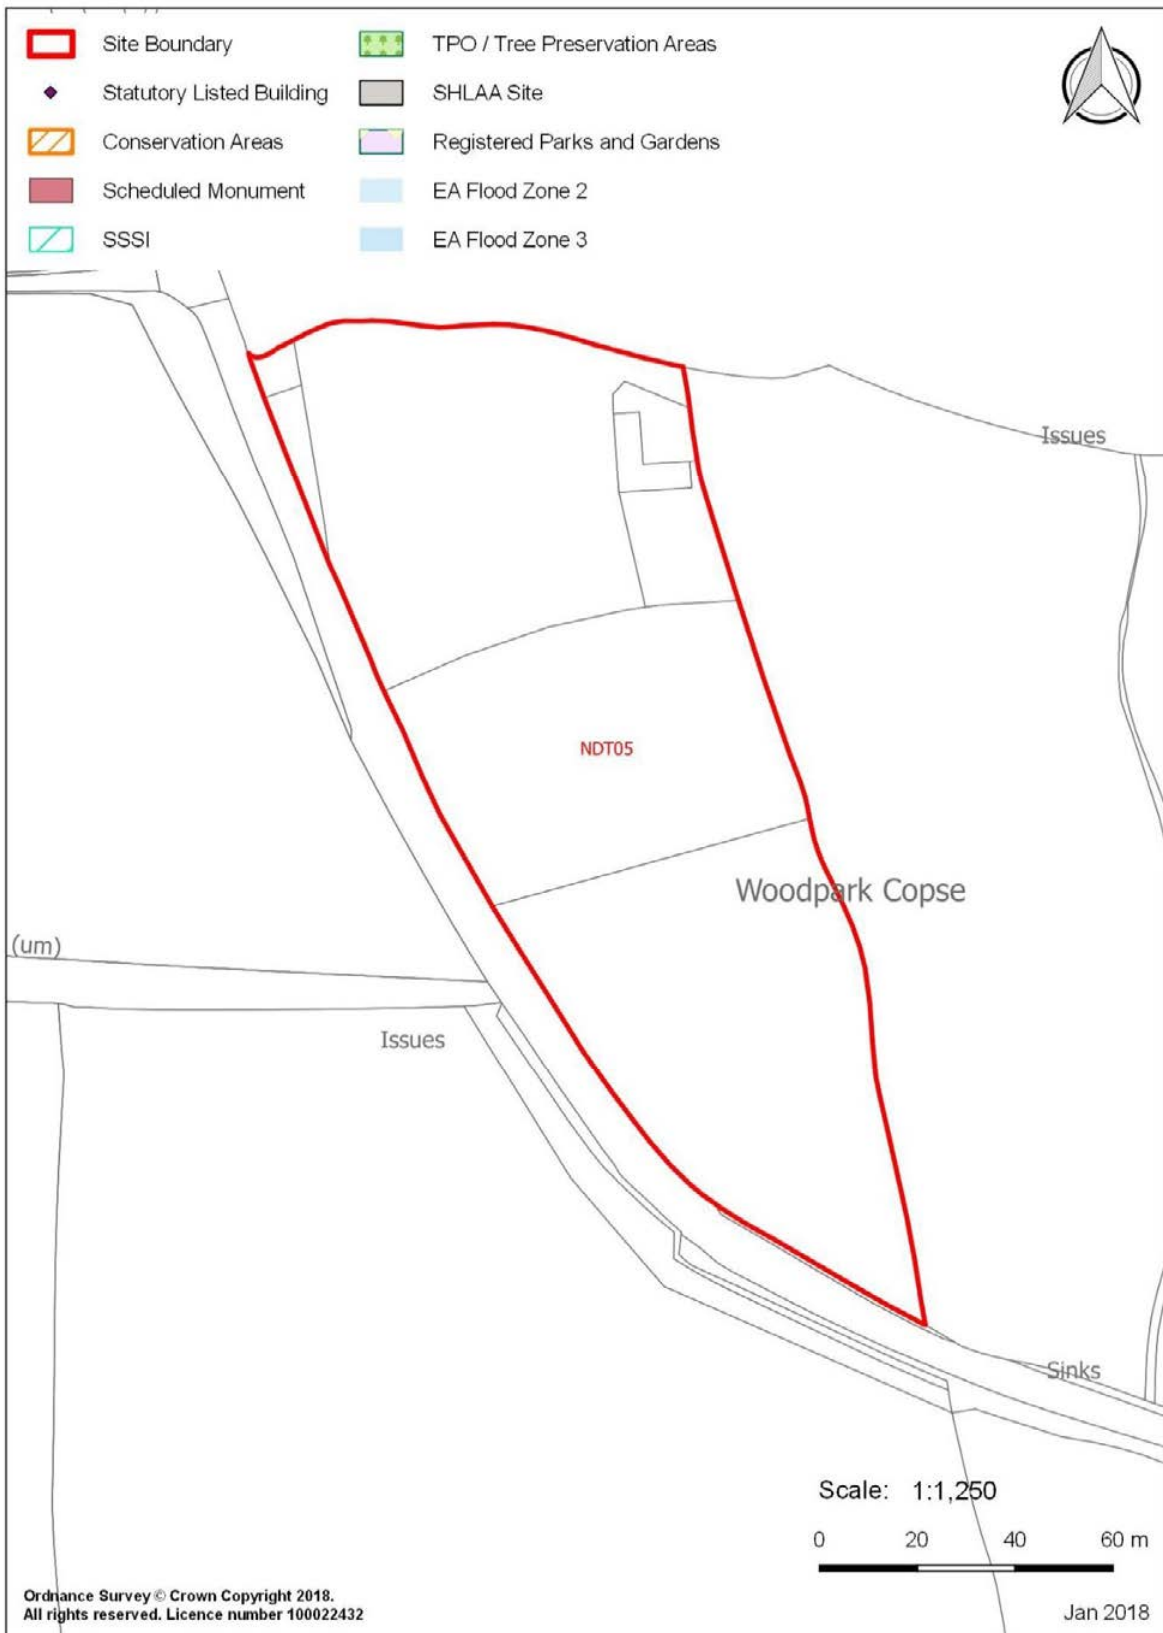 Site Boundary
Statutory Listed Building
Conservation Areas
Scheduled Monument
SSSI
TPO / Tree Preservation Areas
SHLAA Site
Registered Parks and Gardens
EA Flood Zone 2
EA Flood Zone 3
Issues
NDT05
Woodpark Copse
(um)
Issues
Sinks
Scale: 1:1,250
0 20 40 60 m
Ordnance Survey © Crown Copyright 2018.
All rights reserved. Licence number 100022432
Jan 2018